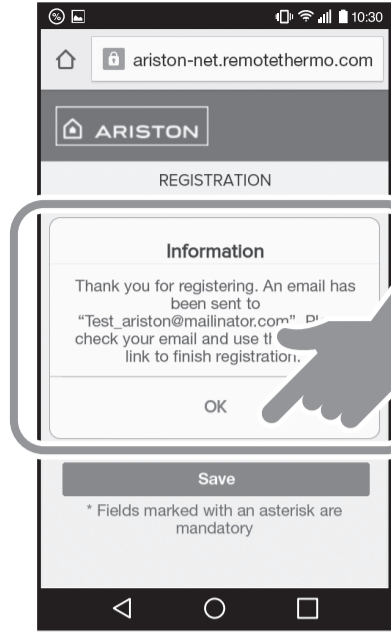 10:30
ariston-net.remotethermo.com
ARISTON
REGISTRATION
Information
Thank you for registering. An email has
been sent to
“Test_ariston@mailinator.com”.
check your email and use
link to finish registration.
OK
Save
* Fields marked with an asterisk are
mandatory